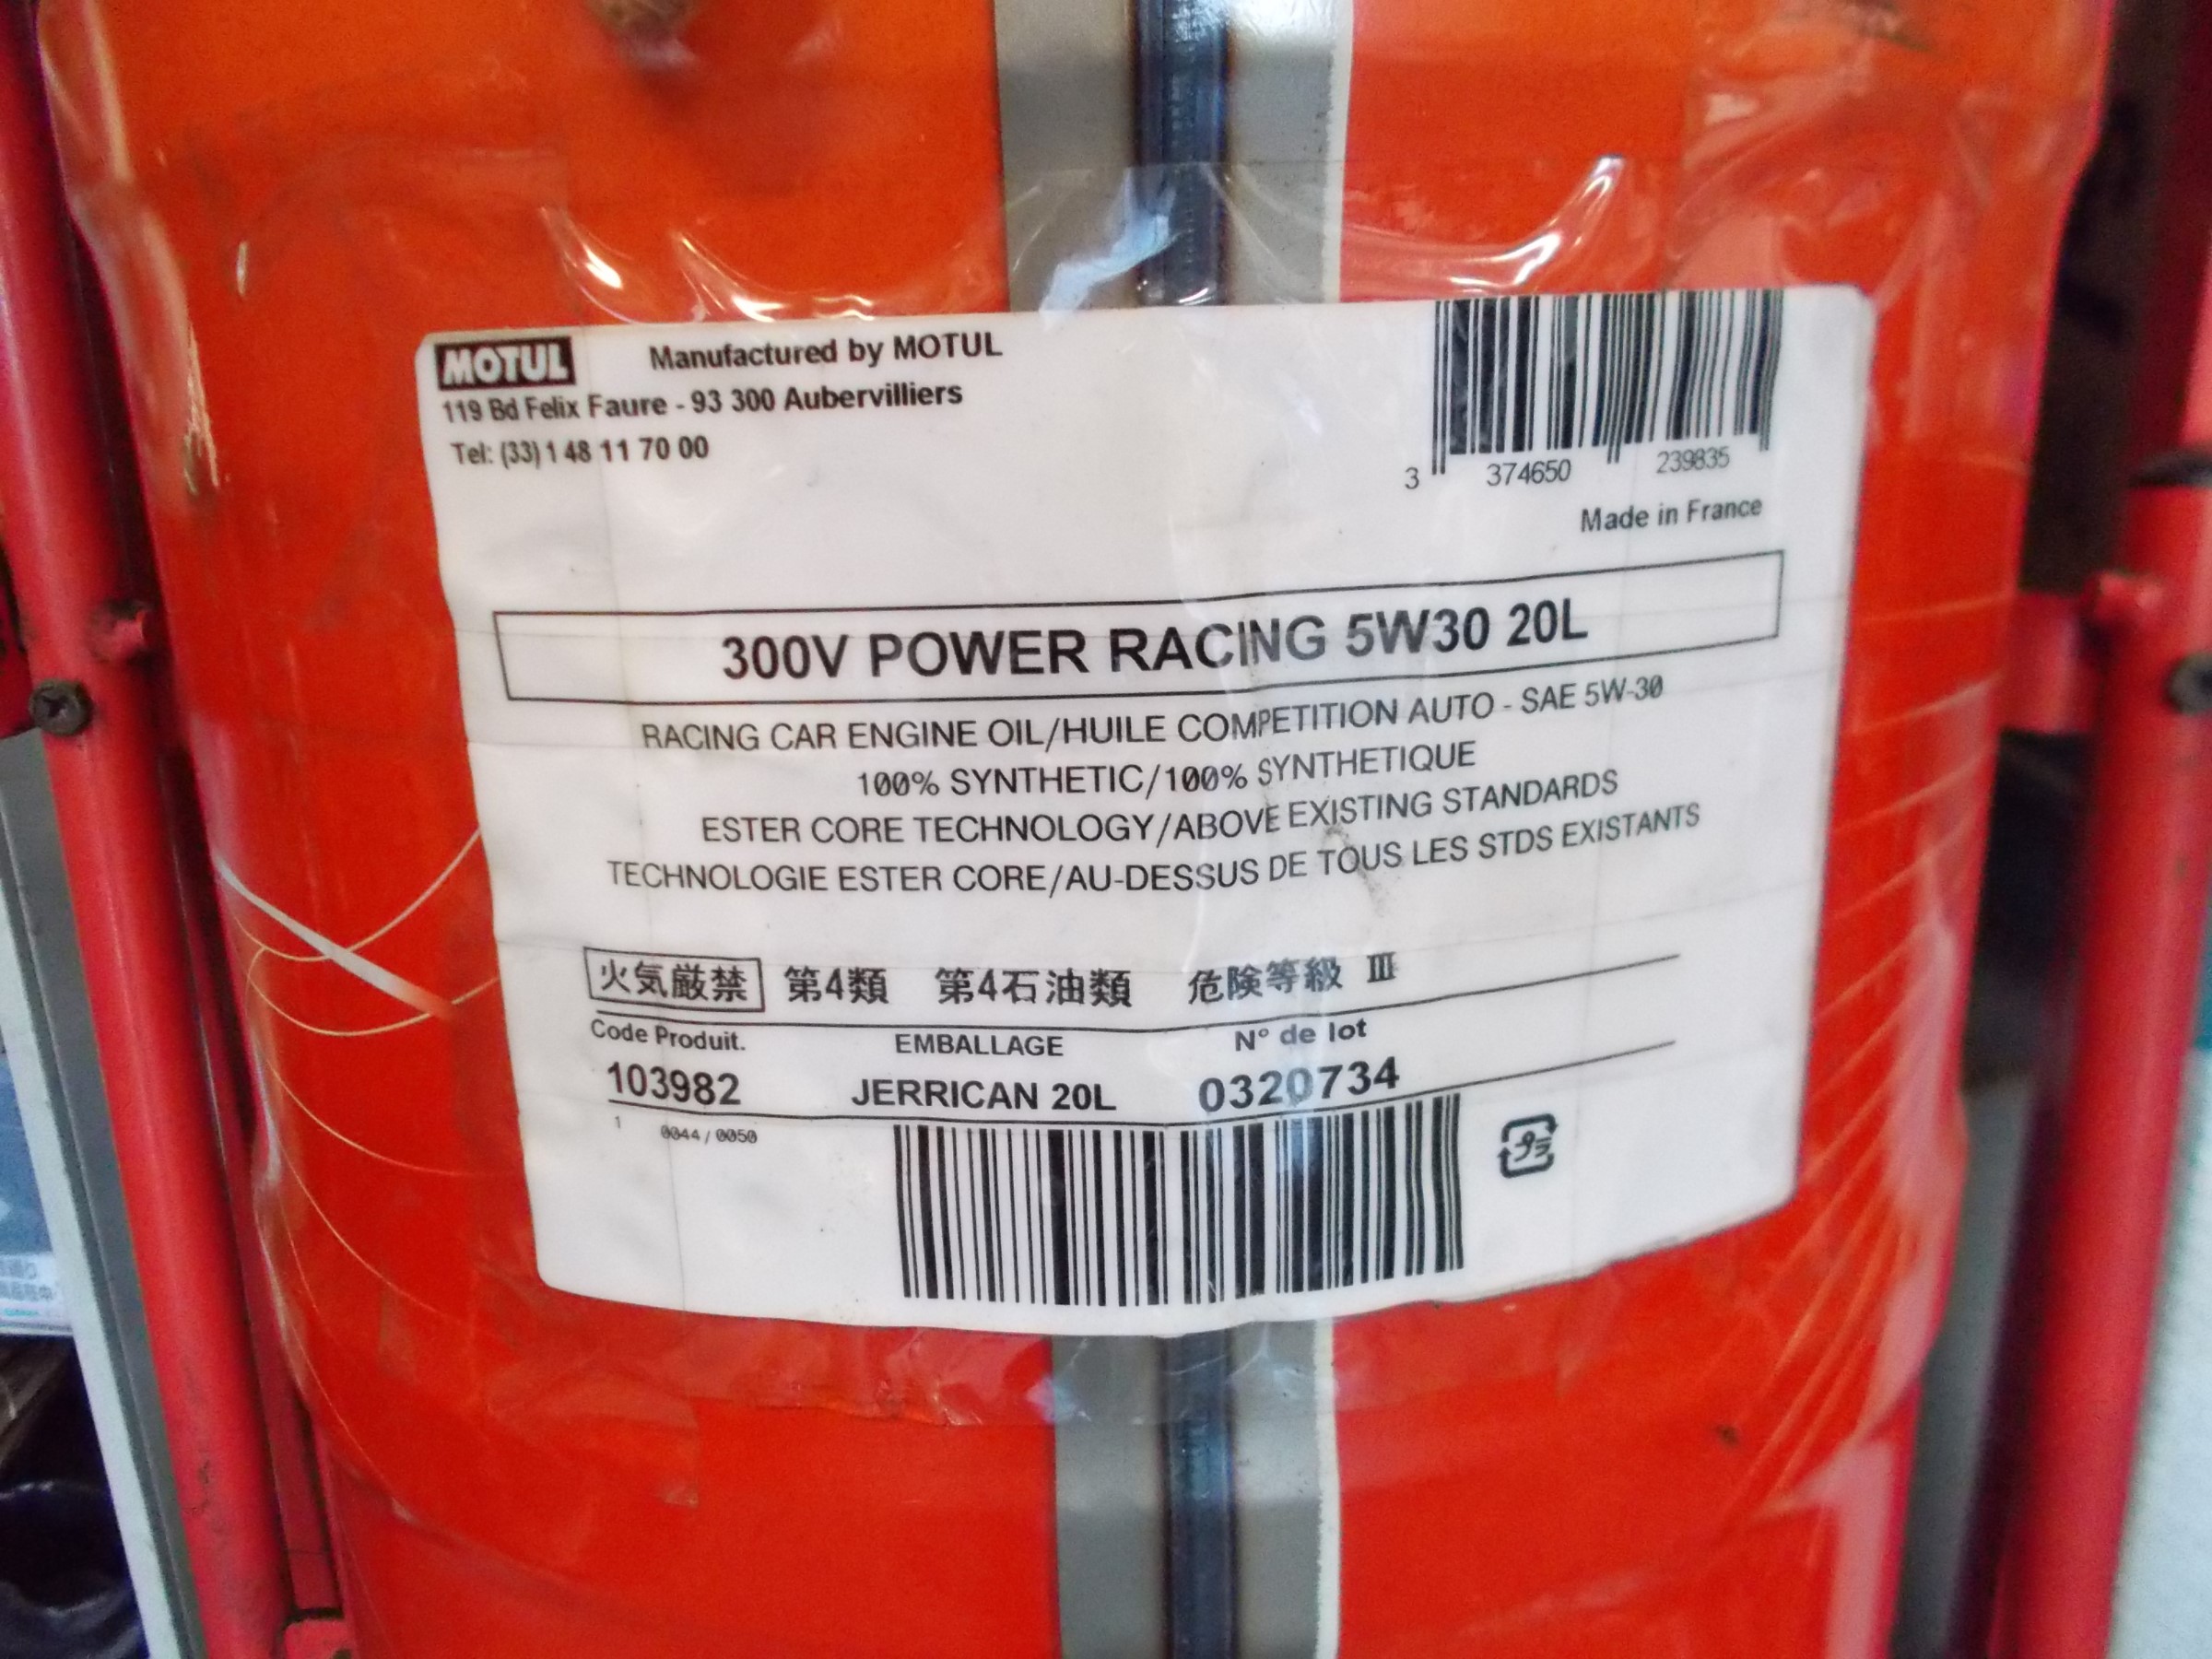 MOTUL Manufactured by MOTUL
119 Bd Felix Faure - 93 300 Aubervilliers
Tel: (33) 1 48 11 70 00
3 374650 239835
Made in France
300V POWER RACING 5W30 20L
RACING CAR ENGINE OIL/HUILE COMPETITION AUTO - SAE 5W-30
100% SYNTHETIC/100% SYNTHETIQUE
ESTER CORE TECHNOLOGY/ABOVE EXISTING STANDARDS
TECHNOLOGIE ESTER CORE/AU-DESSUS DE TOUS LES STDS EXISTANTS
火気厳禁 第4類 第4石油類 危険等級 III
Code Produit. EMBALLAGE N° de lot
103982 JERRICAN 20L 0320734
1 0044 / 0050
プラ